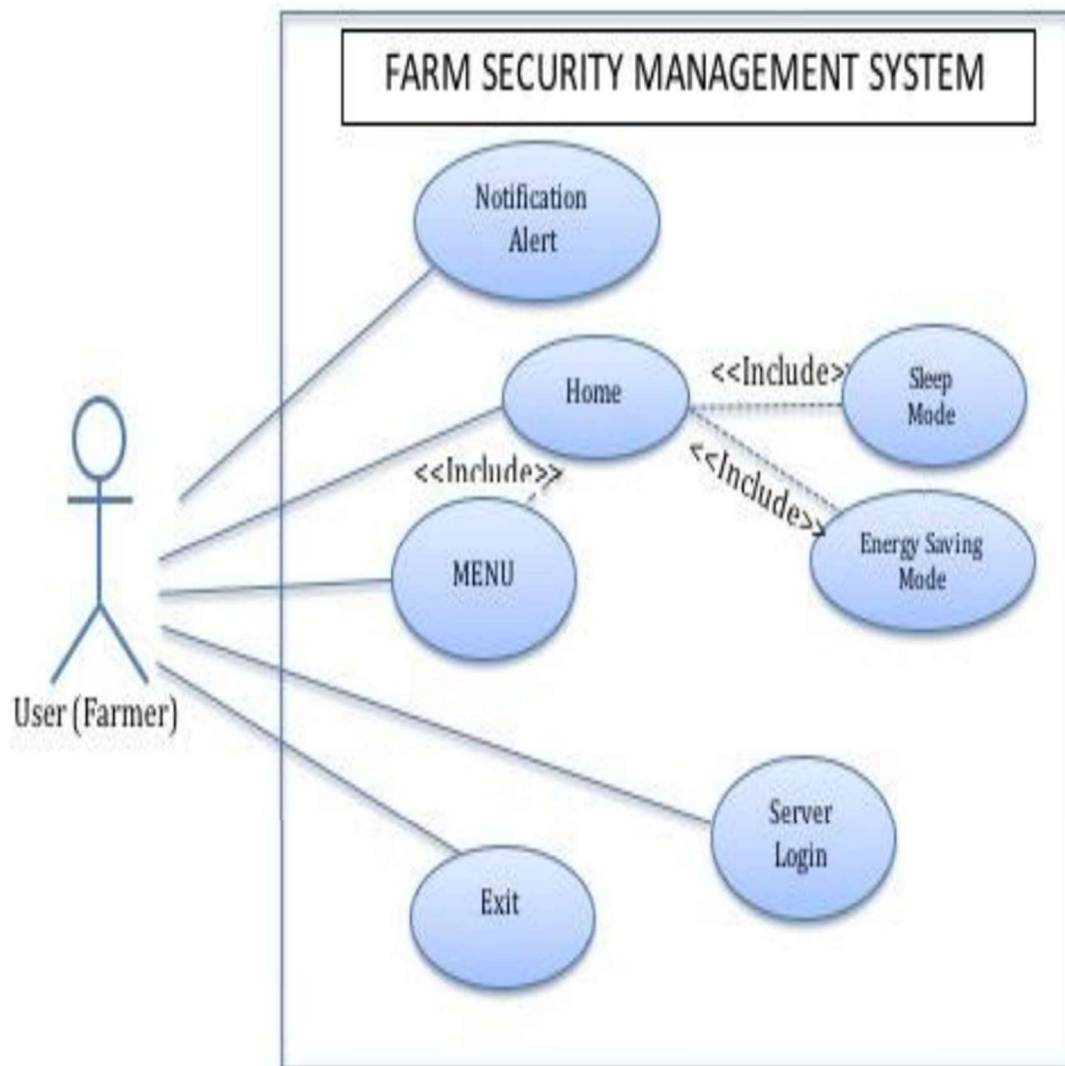 FARM SECURITY MANAGEMENT SYSTEM
Notification
Alert
Home
<<Include>
Sleep
Mode
<<Include>>
<<Include>>
MENU
Energy Saving
Mode
User (Farmer)
Server
Login
Exit